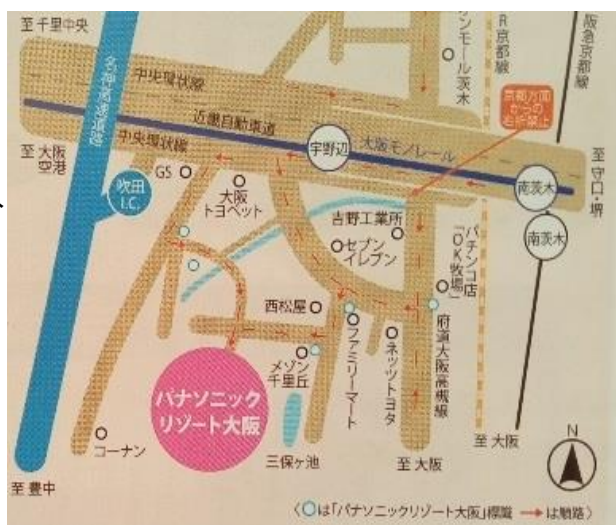 至 千里中央
名神高速道路
中央環状線
近畿自動車道
中央環状線
宇野辺
大阪モノレール
ンモール茨木
R京都線
阪急京都線
京都方面
からの
右折禁止
至 大阪
空港
吹田
I.C.
GS
大阪
トヨペット
吉野工業所
セブン
イレブン
パチンコ店
「OK牧場」
南茨木
南茨木
至 守口・堺
西松屋
メゾン
千里丘
ファミリーマート
ネッツトヨタ
府道大阪高槻線
パナソニック
リゾート大阪
コーナン
三保ヶ池
至 大阪
至 大阪
至 豊中
N
〈○は「パナソニックリゾート大阪」標識 →は順路〉